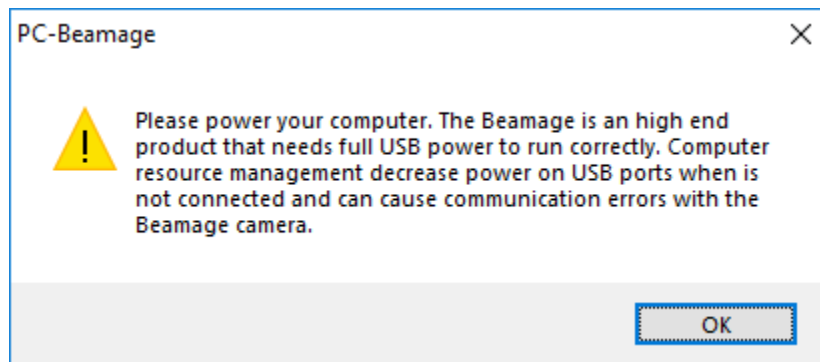 PC-Beamage
Please power your computer. The Beamage is an high end
product that needs full USB power to run correctly. Computer
resource management decrease power on USB ports when is
not connected and can cause communication errors with the
Beamage camera.
OK